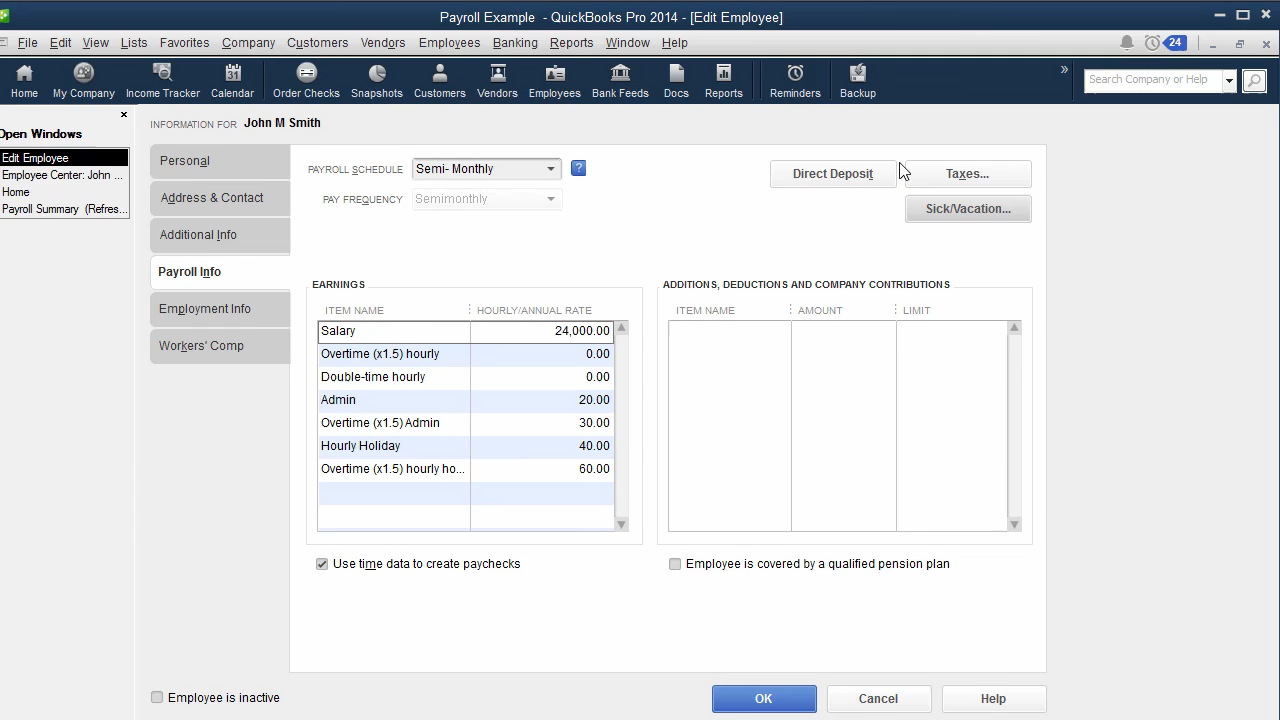 Payroll Example - QuickBooks Pro 2014 - [Edit Employee]
File Edit View Lists Favorites Company Customers Vendors Employees Banking Reports Window Help 24
Home My Company Income Tracker Calendar Order Checks Snapshots Customers Vendors Employees Bank Feeds Docs Reports Reminders Backup » Search Company or Help
31
Open Windows
Edit Employee
Employee Center: John ...
Home
Payroll Summary (Refres...
INFORMATION FOR John M Smith
Personal
Address & Contact
Additional Info
Payroll Info
Employment Info
Workers' Comp
PAYROLL SCHEDULE Semi- Monthly ?
PAY FREQUENCY Semimonthly
Direct Deposit Taxes...
Sick/Vacation...
EARNINGS
ITEM NAME HOURLY/ANNUAL RATE
Salary 24,000.00
Overtime (x1.5) hourly 0.00
Double-time hourly 0.00
Admin 20.00
Overtime (x1.5) Admin 30.00
Hourly Holiday 40.00
Overtime (x1.5) hourly ho... 60.00
Use time data to create paychecks
ADDITIONS, DEDUCTIONS AND COMPANY CONTRIBUTIONS
ITEM NAME AMOUNT LIMIT
Employee is covered by a qualified pension plan
Employee is inactive
OK Cancel Help